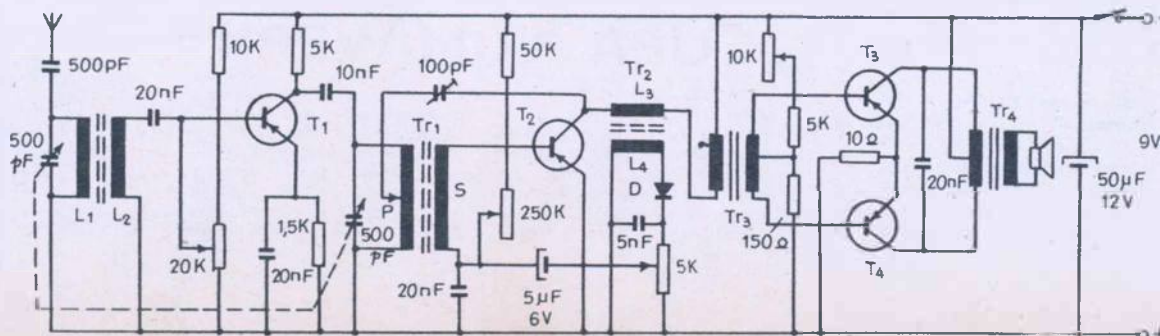 500pF
500
pF
L1
L2
20nF
10K
20K
5K
T1
20nF
1,5K
10nF
500
pF
P
Tr1
S
100pF
20nF
50K
250K
T2
5µF
6V
Tr2
L3
L4
D
5nF
5K
Tr3
10K
5K
150Ω
T3
10Ω
T4
20nF
Tr4
50µF
12V
9V